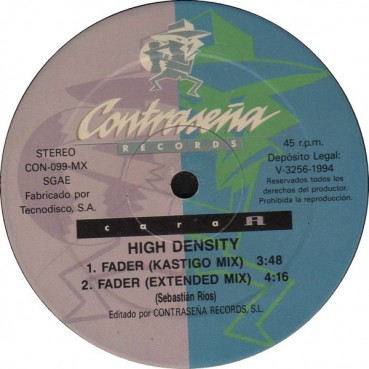 Contraseña
RECORDS
STEREO
CON-099-MX
SGAE
Fabricado por
Tecnodisco, S.A.
45 r.p.m.
Depósito Legal:
V-3256-1994
Reservados todos los
derechos del productor.
Prohibida la reproducción.
cara A
HIGH DENSITY
1. FADER (KASTIGO MIX) 3:48
2. FADER (EXTENDED MIX) 4:16
(Sebastián Rios)
Editado por CONTRASEÑA RECORDS, S.L.